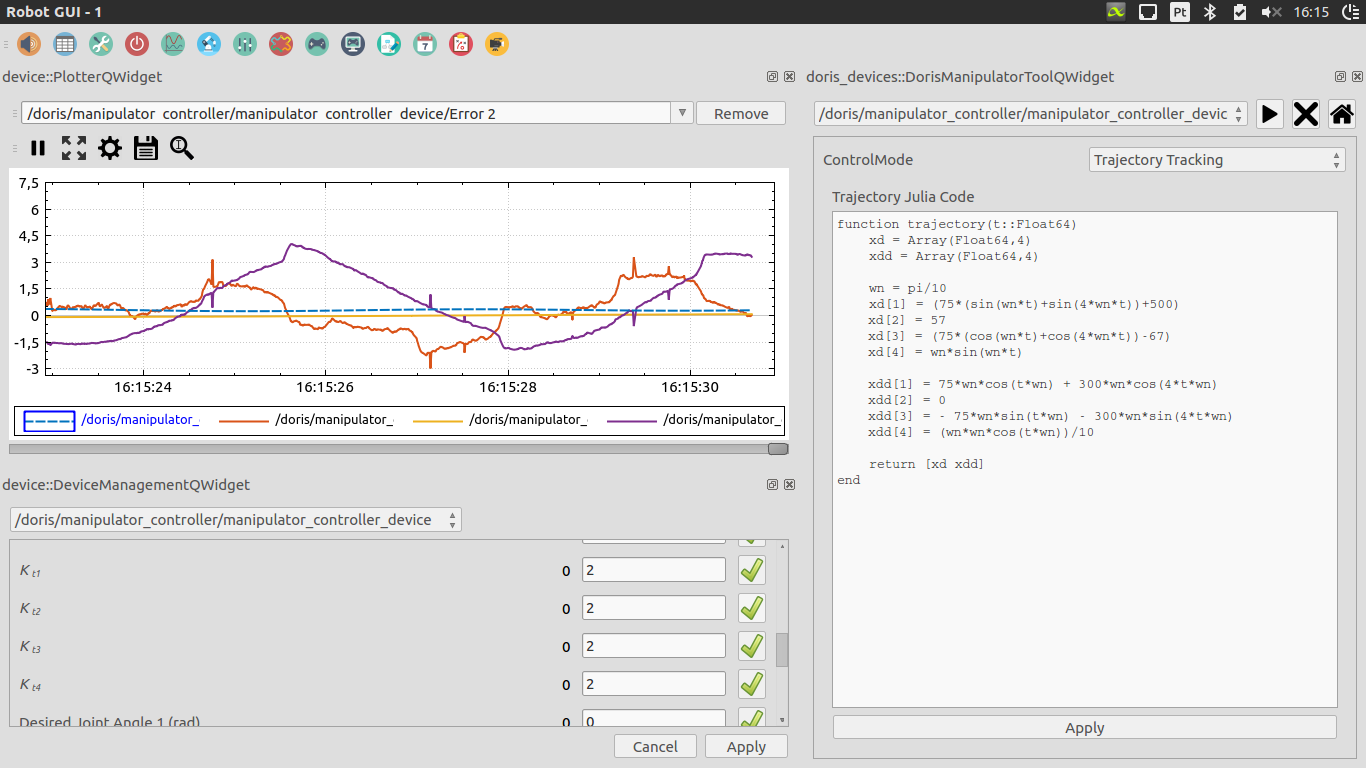 Robot GUI - 1
Pt
16:15
7
device::PlotterQWidget
/doris/manipulator_controller/manipulator_controller_device/Error 2
Remove
7,5
6
4,5
3
1,5
0
-1,5
-3
16:15:24
16:15:26
16:15:28
16:15:30
/doris/manipulator_
/doris/manipulator_
/doris/manipulator_
/doris/manipulator_
device::DeviceManagementQWidget
/doris/manipulator_controller/manipulator_controller_device
K t1 0 2
K t2 0 2
K t3 0 2
K t4 0 2
Desired Joint Angle 1 (rad) 0 0
Cancel
Apply
doris_devices::DorisManipulatorToolQWidget
/doris/manipulator_controller/manipulator_controller_devic
ControlMode
Trajectory Tracking
Trajectory Julia Code
function trajectory(t::Float64)
    xd = Array(Float64,4)
    xdd = Array(Float64,4)
    wn = pi/10
    xd[1] = (75*(sin(wn*t)+sin(4*wn*t))+500)
    xd[2] = 57
    xd[3] = (75*(cos(wn*t)+cos(4*wn*t))-67)
    xd[4] = wn*sin(wn*t)
    xdd[1] = 75*wn*cos(t*wn) + 300*wn*cos(4*t*wn)
    xdd[2] = 0
    xdd[3] = - 75*wn*sin(t*wn) - 300*wn*sin(4*t*wn)
    xdd[4] = (wn*wn*cos(t*wn))/10
    return [xd xdd]
end
Apply